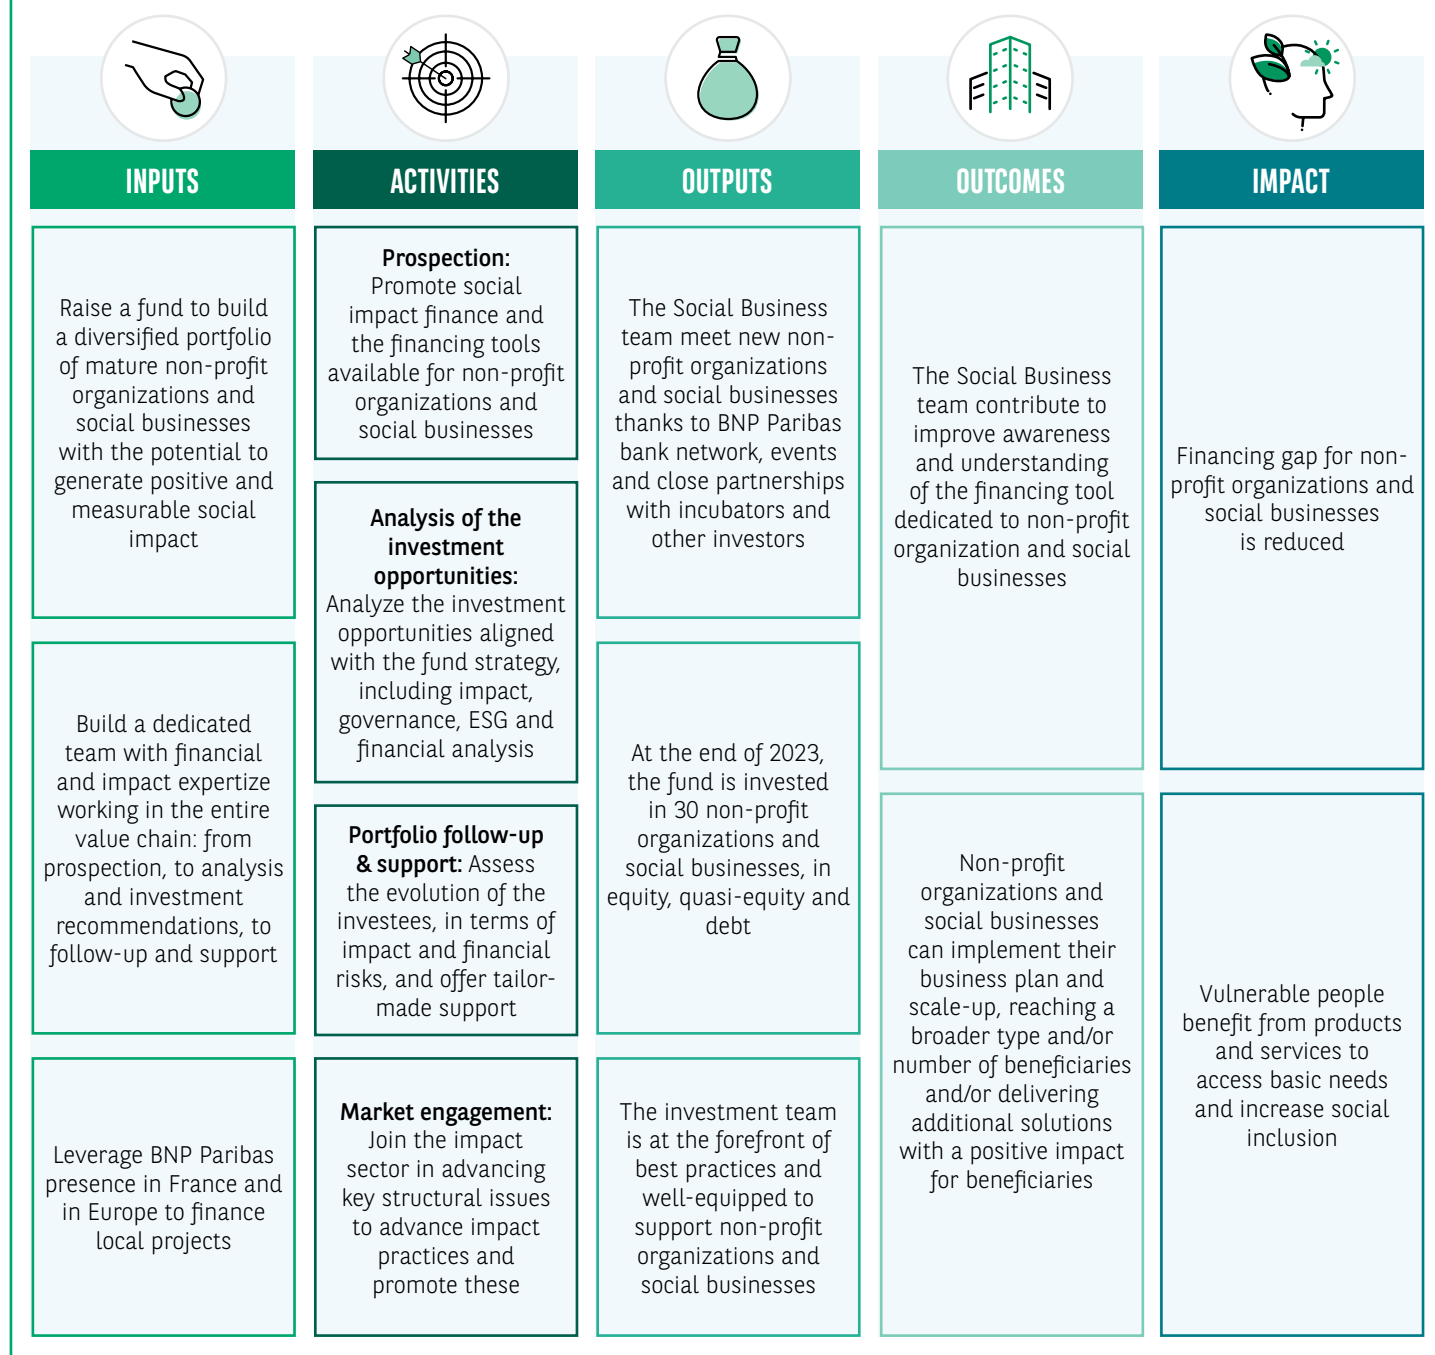 INPUTS
Raise a fund to build
a diversified portfolio
of mature non-profit
organizations and
social businesses
with the potential to
generate positive and
measurable social
impact
Build a dedicated
team with financial
and impact expertize
working in the entire
value chain: from
prospection, to analysis
and investment
recommendations, to
follow-up and support
Leverage BNP Paribas
presence in France and
in Europe to finance
local projects
ACTIVITIES
Prospection:
Promote social
impact finance and
the financing tools
available for non-profit
organizations and
social businesses
Analysis of the
investment
opportunities:
Analyze the investment
opportunities aligned
with the fund strategy,
including impact,
governance, ESG and
financial analysis
Portfolio follow-up
& support: Assess
the evolution of the
investees, in terms of
impact and financial
risks, and offer tailor-
made support
Market engagement:
Join the impact
sector in advancing
key structural issues
to advance impact
practices and
promote these
OUTPUTS
The Social Business
team meet new non-
profit organizations
and social businesses
thanks to BNP Paribas
bank network, events
and close partnerships
with incubators and
other investors
At the end of 2023,
the fund is invested
in 30 non-profit
organizations and
social businesses, in
equity, quasi-equity and
debt
The investment team
is at the forefront of
best practices and
well-equipped to
support non-profit
organizations and
social businesses
OUTCOMES
The Social Business
team contribute to
improve awareness
and understanding
of the financing tool
dedicated to non-profit
organization and social
businesses
Non-profit
organizations and
social businesses
can implement their
business plan and
scale-up, reaching a
broader type and/or
number of beneficiaries
and/or delivering
additional solutions
with a positive impact
for beneficiaries
IMPACT
Financing gap for non-
profit organizations and
social businesses
is reduced
Vulnerable people
benefit from products
and services to
access basic needs
and increase social
inclusion